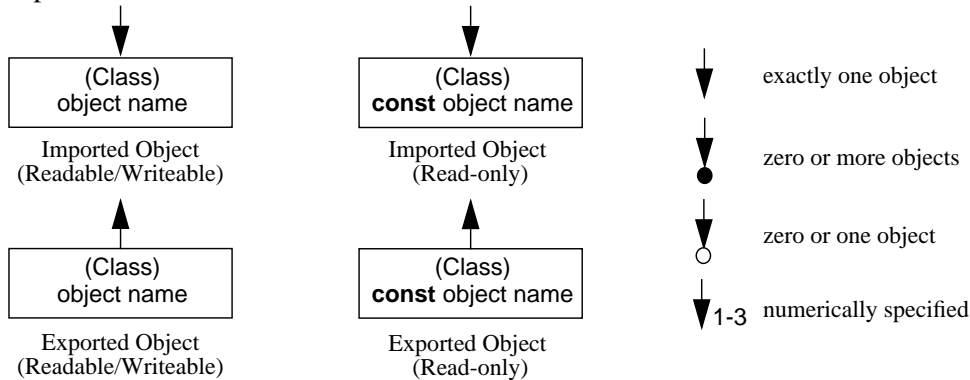 (Class)
object name
Imported Object
(Readable/Writeable)
(Class)
const object name
Imported Object
(Read-only)
(Class)
object name
Exported Object
(Readable/Writeable)
(Class)
const object name
Exported Object
(Read-only)
exactly one object
zero or more objects
zero or one object
1-3 numerically specified